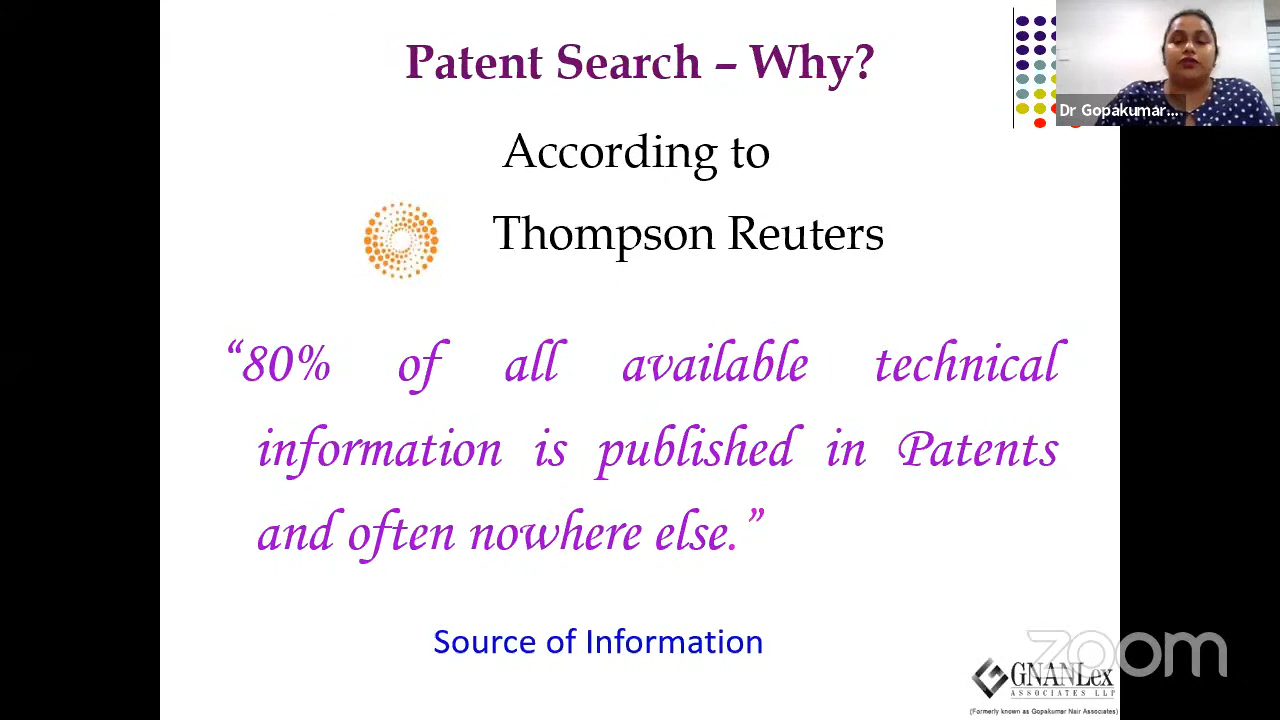 Patent Search – Why?
Dr Gopakumar...
According to
Thompson Reuters
“80% of all available technical
information is published in Patents
and often nowhere else.”
Source of Information
zoom
GNANLex
ASSOCIATES LLP
(Formerly known as Gopakumar Nair Associates)